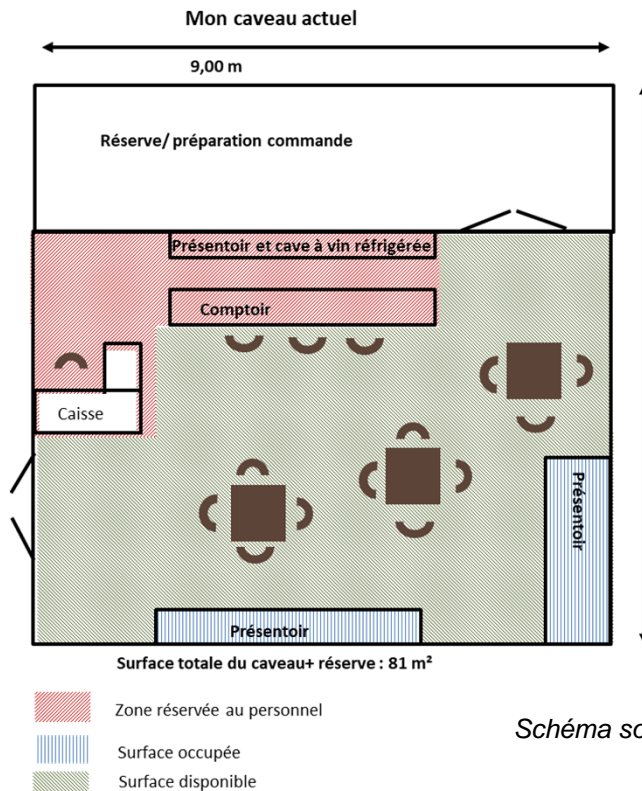 Mon caveau actuel
9,00 m
Réserve/ préparation commande
Présentoir et cave à vin réfrigérée
Comptoir
Caisse
Présentoir
Présentoir
Surface totale du caveau+ réserve : 81 m²
Zone réservée au personnel
Schéma
Surface occupée
Surface disponible